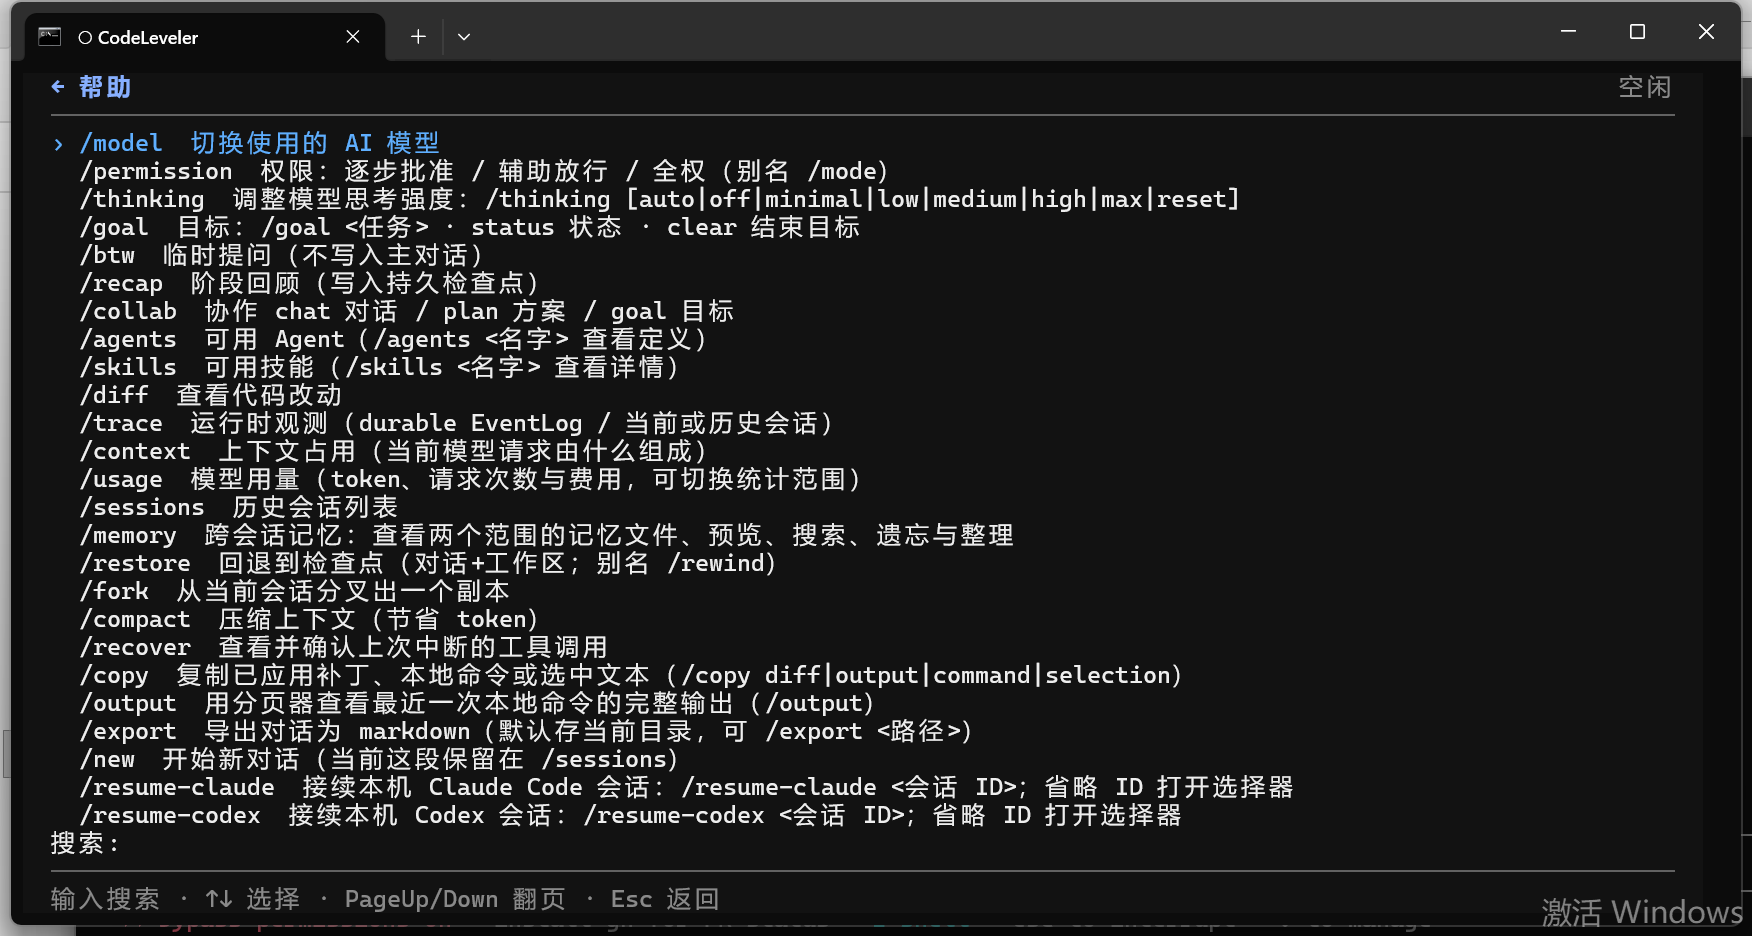 CodeLeveler
← 帮助 空闲
› /model 切换使用的 AI 模型
/permission 权限：逐步批准 / 辅助放行 / 全权（别名 /mode）
/thinking 调整模型思考强度：/thinking [auto|off|minimal|low|medium|high|max|reset]
/goal 目标：/goal <任务> · status 状态 · clear 结束目标
/btw 临时提问（不写入主对话）
/recap 阶段回顾（写入持久检查点）
/collab 协作 chat 对话 / plan 方案 / goal 目标
/agents 可用 Agent（/agents <名字> 查看定义）
/skills 可用技能（/skills <名字> 查看详情）
/diff 查看代码改动
/trace 运行时观测（durable EventLog / 当前或历史会话）
/context 上下文占用（当前模型请求由什么组成）
/usage 模型用量（token、请求次数与费用，可切换统计范围）
/sessions 历史会话列表
/memory 跨会话记忆：查看两个范围的记忆文件、预览、搜索、遗忘与整理
/restore 回退到检查点（对话+工作区；别名 /rewind）
/fork 从当前会话分叉出一个副本
/compact 压缩上下文（节省 token）
/recover 查看并确认上次中断的工具调用
/copy 复制已应用补丁、本地命令或选中文本（/copy diff|output|command|selection）
/output 用分页器查看最近一次本地命令的完整输出（/output）
/export 导出对话为 markdown（默认存当前目录，可 /export <路径>）
/new 开始新对话（当前这段保留在 /sessions）
/resume-claude 接续本机 Claude Code 会话：/resume-claude <会话 ID>；省略 ID 打开选择器
/resume-codex 接续本机 Codex 会话：/resume-codex <会话 ID>；省略 ID 打开选择器
搜索：
输入搜索 · ↑↓ 选择 · PageUp/Down 翻页 · Esc 返回
激活 Windows